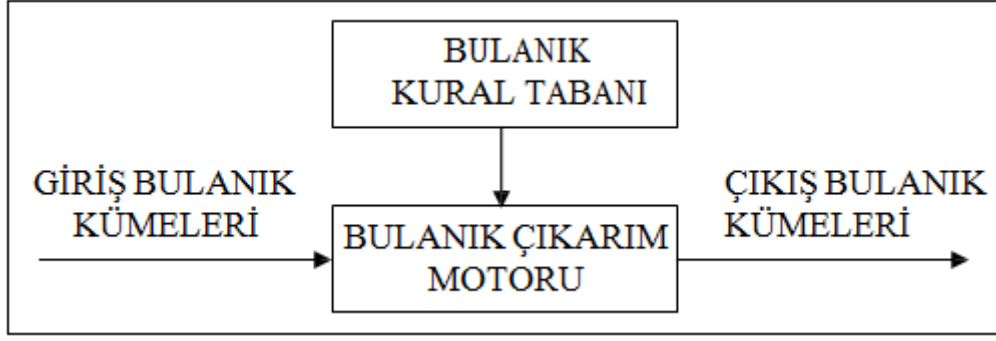 BULANIK
KURAL TABANI
GİRİŞ BULANIK
KÜMELERİ
BULANIK ÇIKARIM
MOTORU
ÇIKIŞ BULANIK
KÜMELERİ